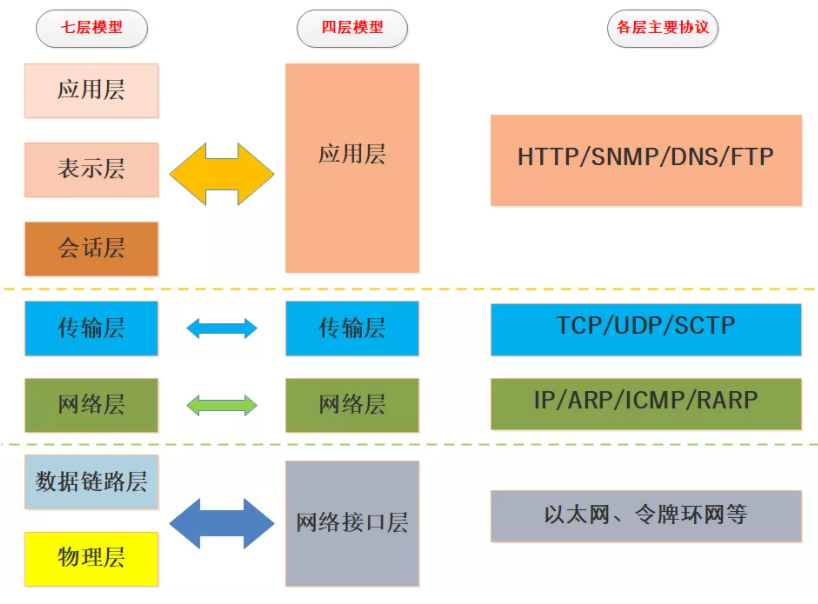 七层模型
四层模型
各层主要协议
应用层
表示层
会话层
应用层
HTTP/SNMP/DNS/FTP
传输层
传输层
TCP/UDP/SCTP
网络层
网络层
IP/ARP/ICMP/RARP
数据链路层
物理层
网络接口层
以太网、令牌环网等